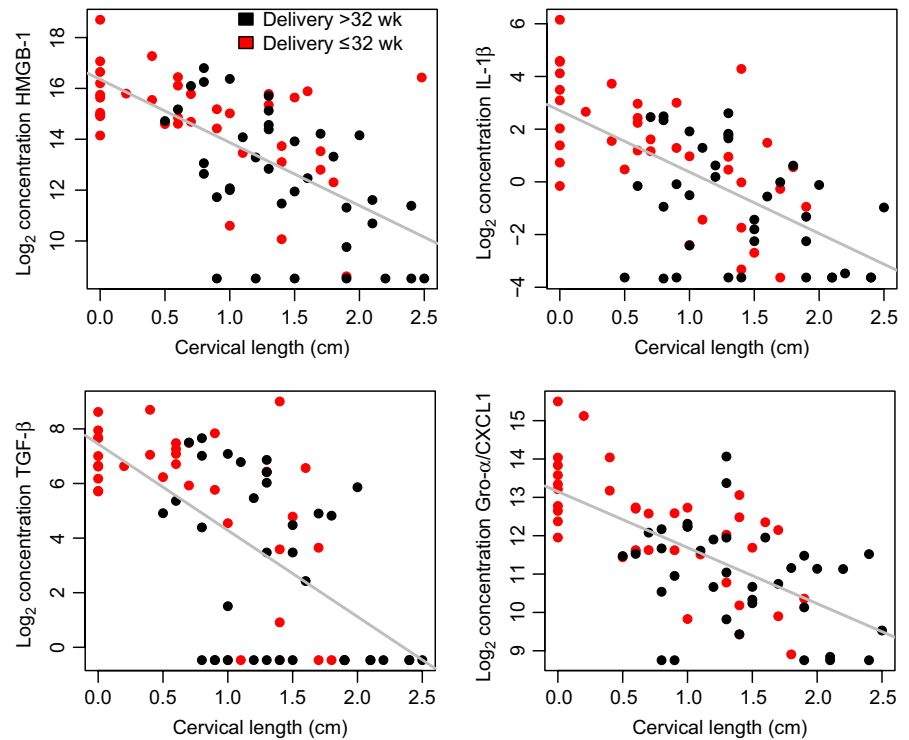 Delivery >32 wk
Delivery ≤32 wk
Log2 concentration HMGB-1
18
16
14
12
10
0.0 0.5 1.0 1.5 2.0 2.5
Cervical length (cm)
Log2 concentration IL-1β
6
4
2
0
−2
−4
0.0 0.5 1.0 1.5 2.0 2.5
Cervical length (cm)
Log2 concentration TGF-β
8
6
4
2
0
0.0 0.5 1.0 1.5 2.0 2.5
Cervical length (cm)
Log2 concentration Gro-α/CXCL1
15
14
13
12
11
10
9
0.0 0.5 1.0 1.5 2.0 2.5
Cervical length (cm)